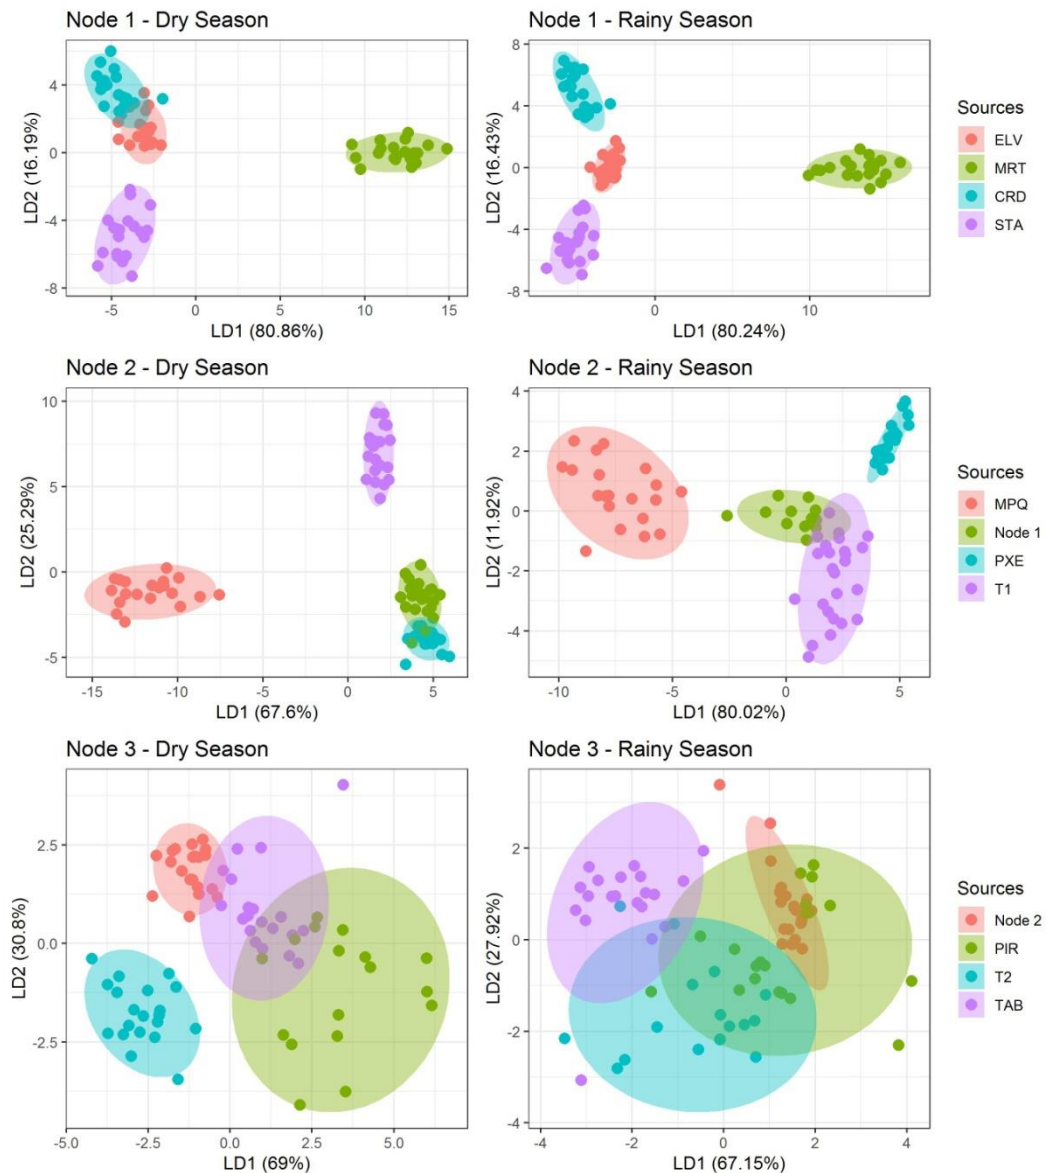 Node 1 - Dry Season
LD2 (16.19%)
4
0
-4
-8
-5
0
5
10
15
LD1 (80.86%)
Node 1 - Rainy Season
LD2 (16.43%)
8
4
0
-4
-8
0
10
LD1 (80.24%)
Sources
ELV
MRT
CRD
STA
Node 2 - Dry Season
LD2 (25.29%)
10
5
0
-5
-15
-10
-5
0
5
LD1 (67.6%)
Node 2 - Rainy Season
LD2 (11.92%)
4
2
0
-2
-4
-10
-5
0
5
LD1 (80.02%)
Sources
MPQ
Node 1
PXE
T1
Node 3 - Dry Season
LD2 (30.8%)
2.5
0.0
-2.5
-5.0
-2.5
0.0
2.5
5.0
LD1 (69%)
Node 3 - Rainy Season
LD2 (27.92%)
2
0
-2
-4
-4
-2
0
2
4
LD1 (67.15%)
Sources
Node 2
PIR
T2
TAB